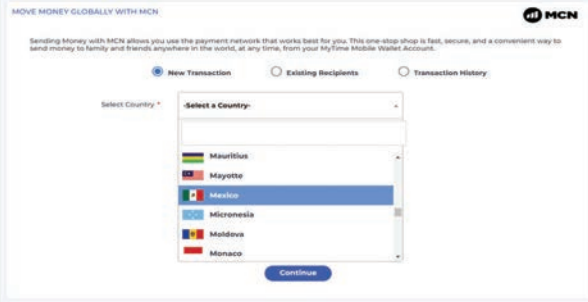 MOVE MONEY GLOBALLY WITH MCN
MCN
Sending Money with MCN allows you use the payment network that works best for you. This one-stop shop is fast, secure, and a convenient way to
send money to family and friends anywhere in the world, at any time, from your MyTime Mobile Wallet Account.
New Transaction Existing Recipients Transaction History
Select Country * -Select a Country-
Mauritius
Mayotte
Mexico
Micronesia
Moldova
Monaco
Continue